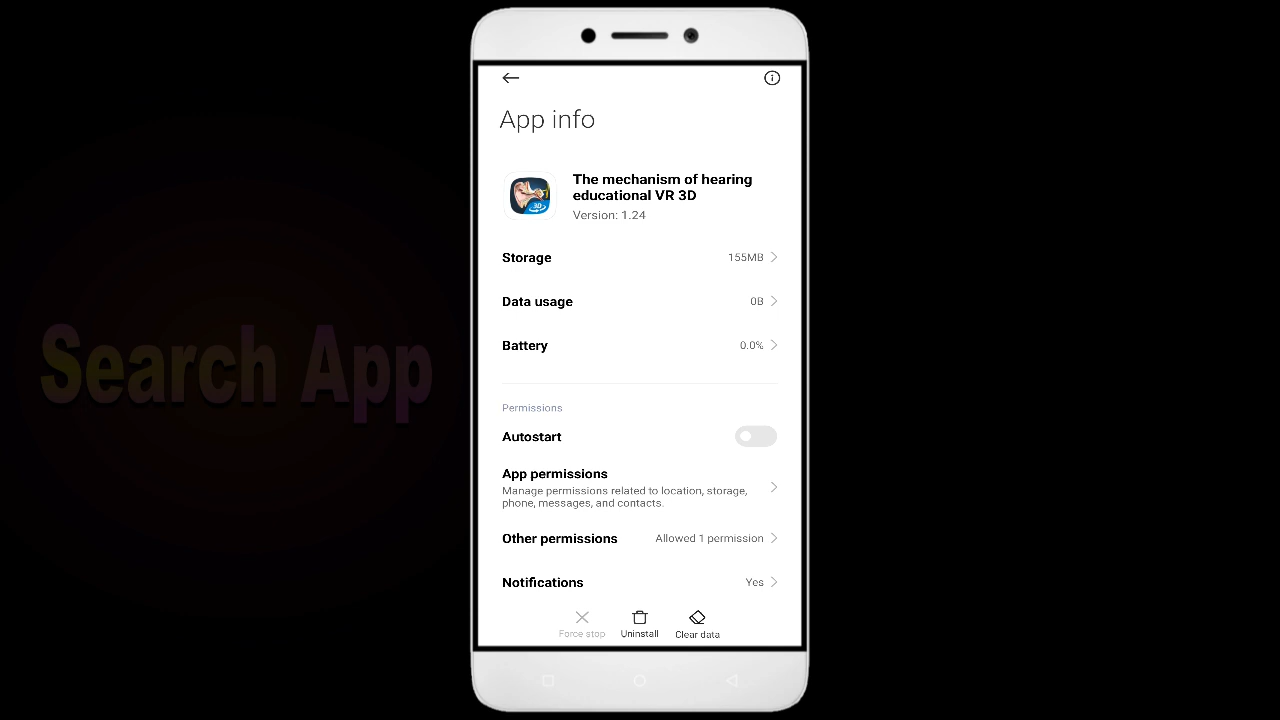 App info
The mechanism of hearing
educational VR 3D
Version: 1.24
3D
Storage 155MB
Data usage 0B
Battery 0.0%
Search App
Permissions
Autostart
App permissions
Manage permissions related to location, storage,
phone, messages, and contacts.
Other permissions Allowed 1 permission
Notifications Yes
Force stop Uninstall Clear data